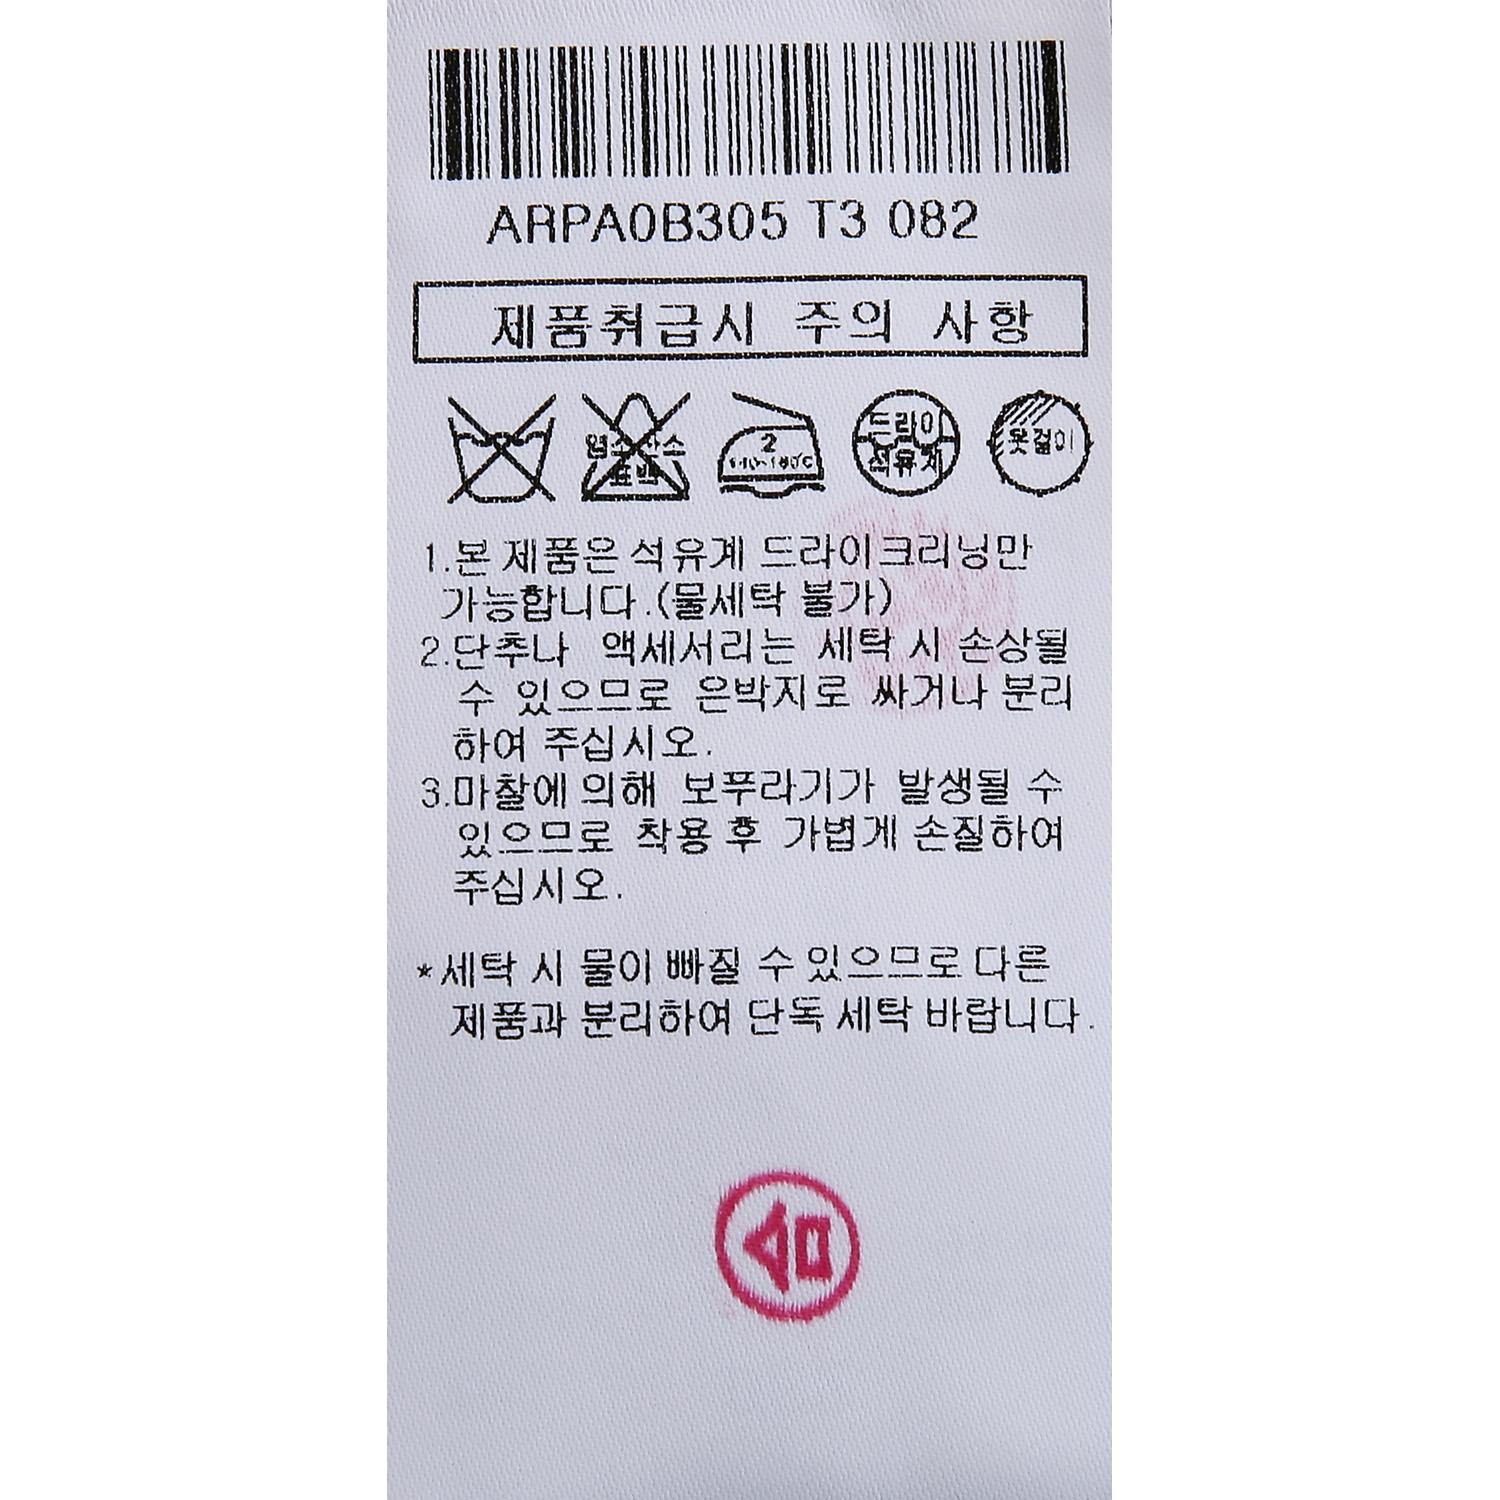 ARPA0B305 T3 082
제품취급시 주의 사항
염소산소
표백
2
드라이
석유계
옷걸이
1.본 제품은 석유계 드라이크리닝만
가능합니다.(물세탁 불가)
2.단추나 액세서리는 세탁 시 손상될
수 있으므로 은박지로 싸거나 분리
하여 주십시오.
3.마찰에 의해 보푸라기가 발생될 수
있으므로 착용 후 가볍게 손질하여
주십시오.
*세탁 시 물이 빠질 수 있으므로 다른
제품과 분리하여 단독 세탁 바랍니다.